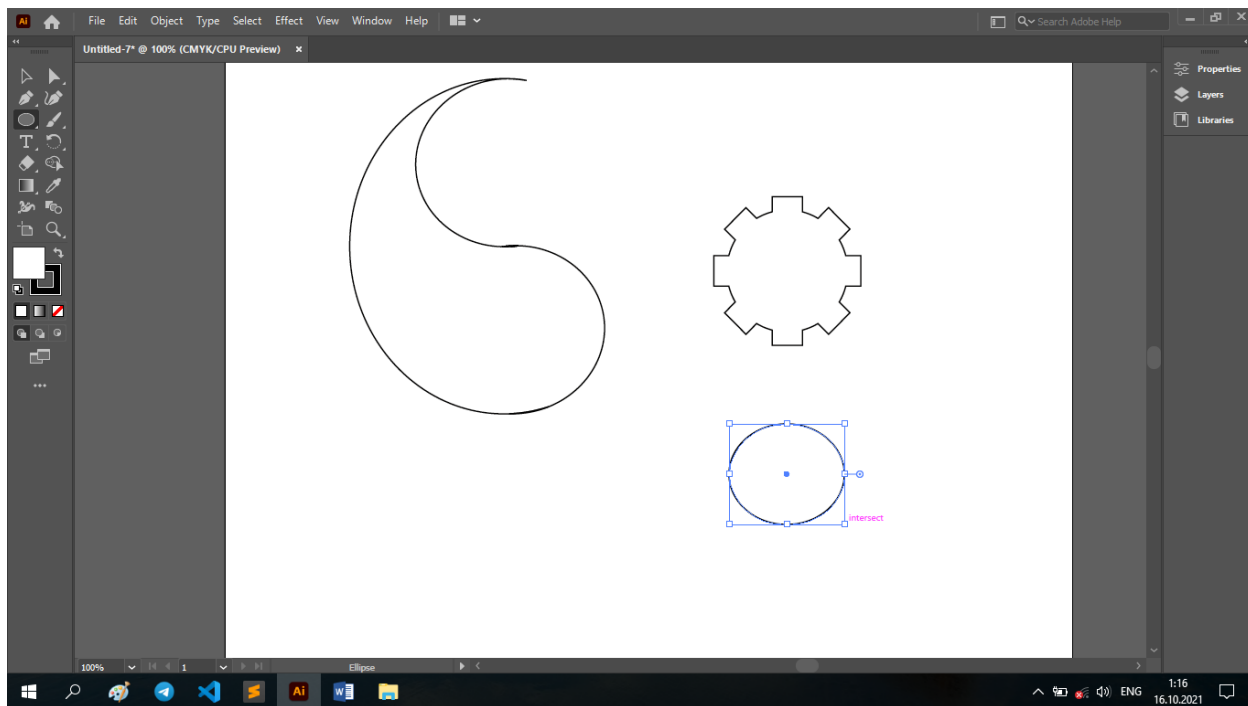 Ai File Edit Object Type Select Effect View Window Help Search Adobe Help
Untitled-7* @ 100% (CMYK/CPU Preview) ×
Properties
Layers
Libraries
intersect
100% 1 Ellipse
Ai ENG 1:16
16.10.2021